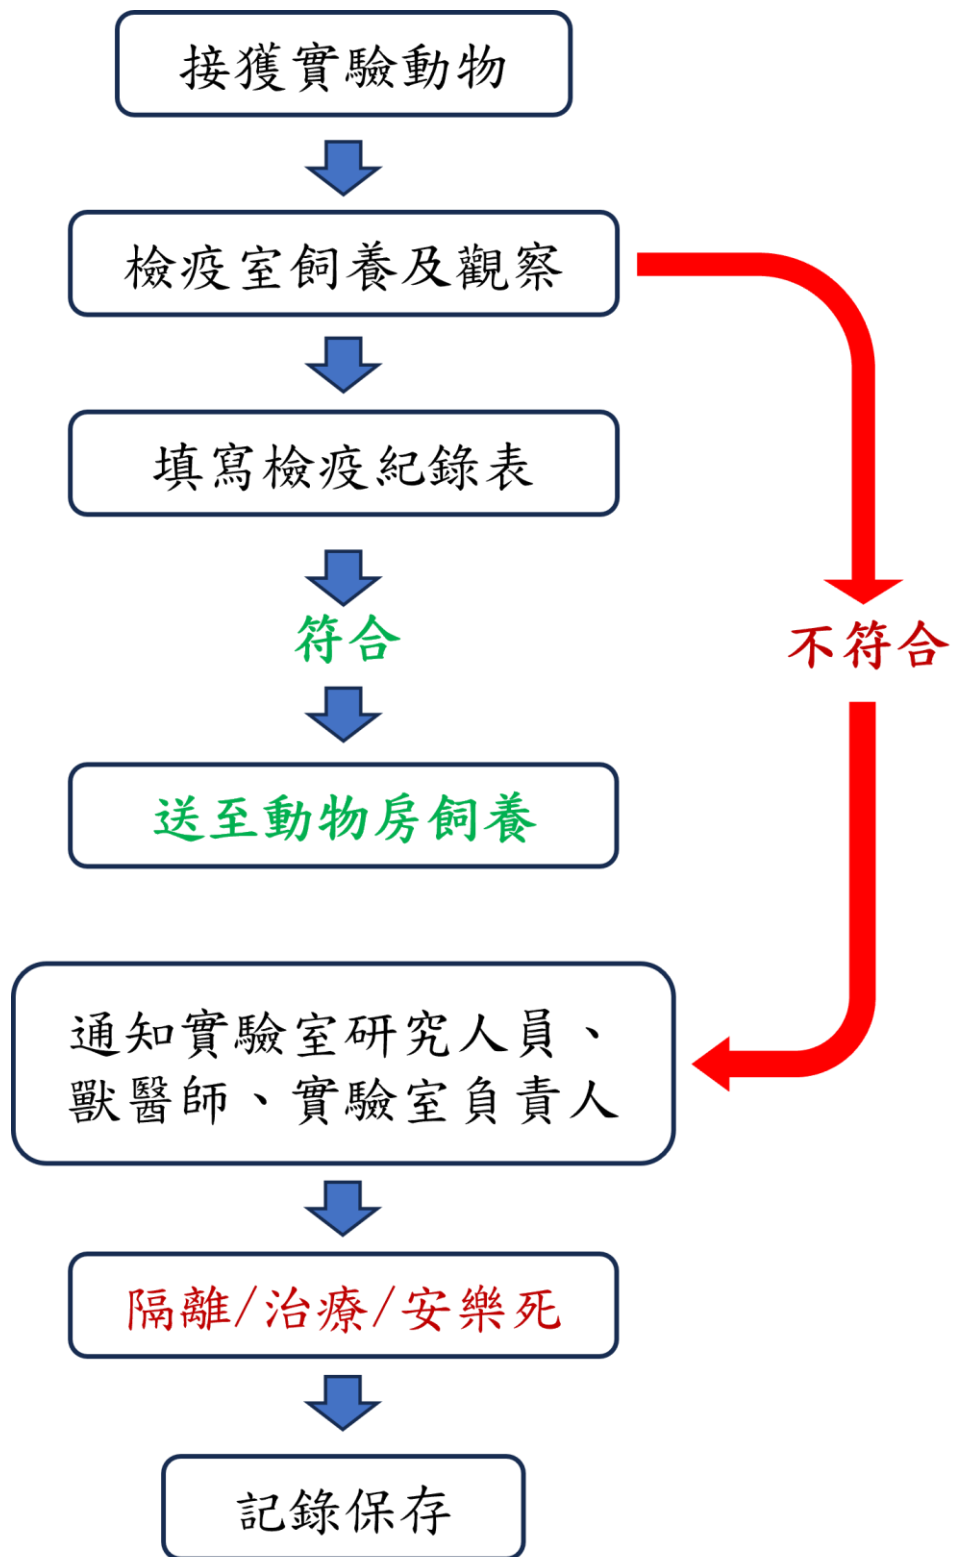 接獲實驗動物
檢疫室飼養及觀察
填寫檢疫紀錄表
符合
不符合
送至動物房飼養
通知實驗室研究人員、
獸醫師、實驗室負責人
隔離/治療/安樂死
記錄保存